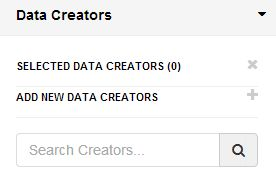 Data Creators
SELECTED DATA CREATORS (0)
ADD NEW DATA CREATORS
Search Creators...